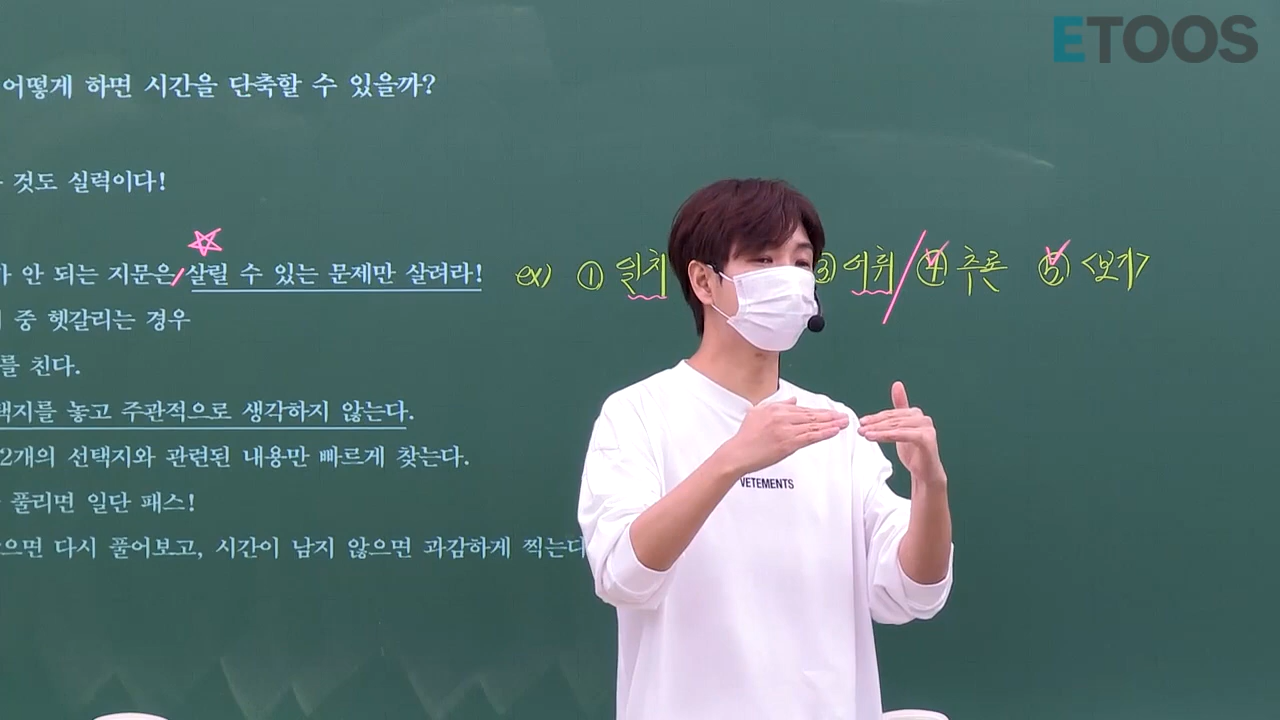 ETOOS
어떻게 하면 시간을 단축할 수 있을까?
것도 실력이다!
안 되는 지문은 살릴 수 있는 문제만 살려라!
ex) ① 일치 ③ 어휘 / ④ 추론 ⑤ <보기>
중 헷갈리는 경우
를 친다.
택지를 놓고 주관적으로 생각하지 않는다.
2개의 선택지와 관련된 내용만 빠르게 찾는다.
풀리면 일단 패스!
으면 다시 풀어보고, 시간이 남지 않으면 과감하게 찍는다
VETEMENTS